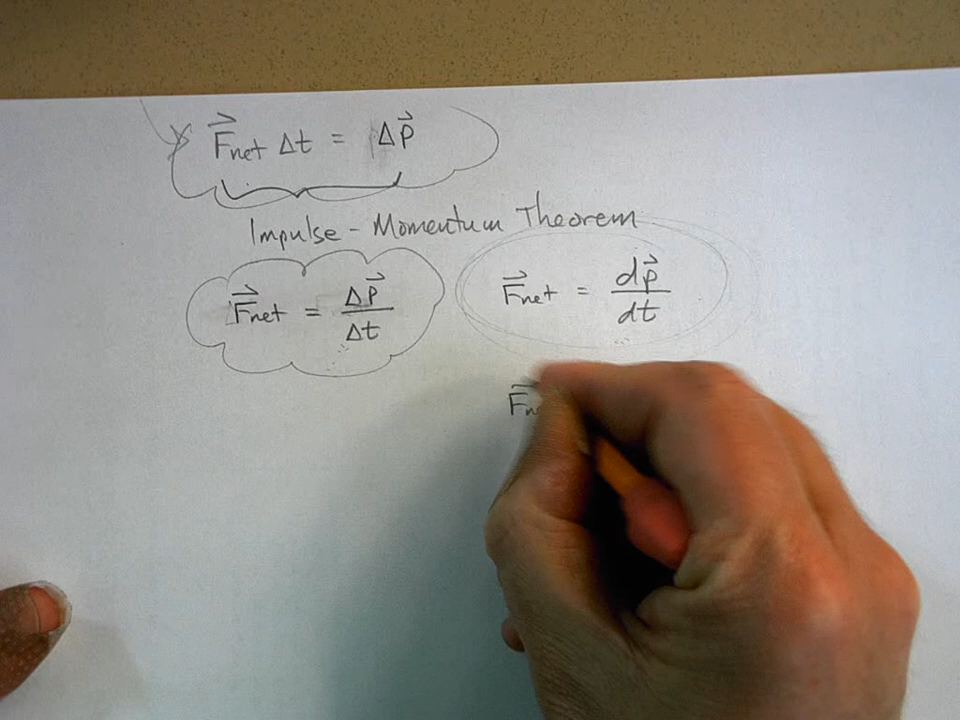 F⃗net Δt = Δp⃗
Impulse - Momentum Theorem
F⃗net = Δp⃗/Δt
F⃗net = dp⃗/dt